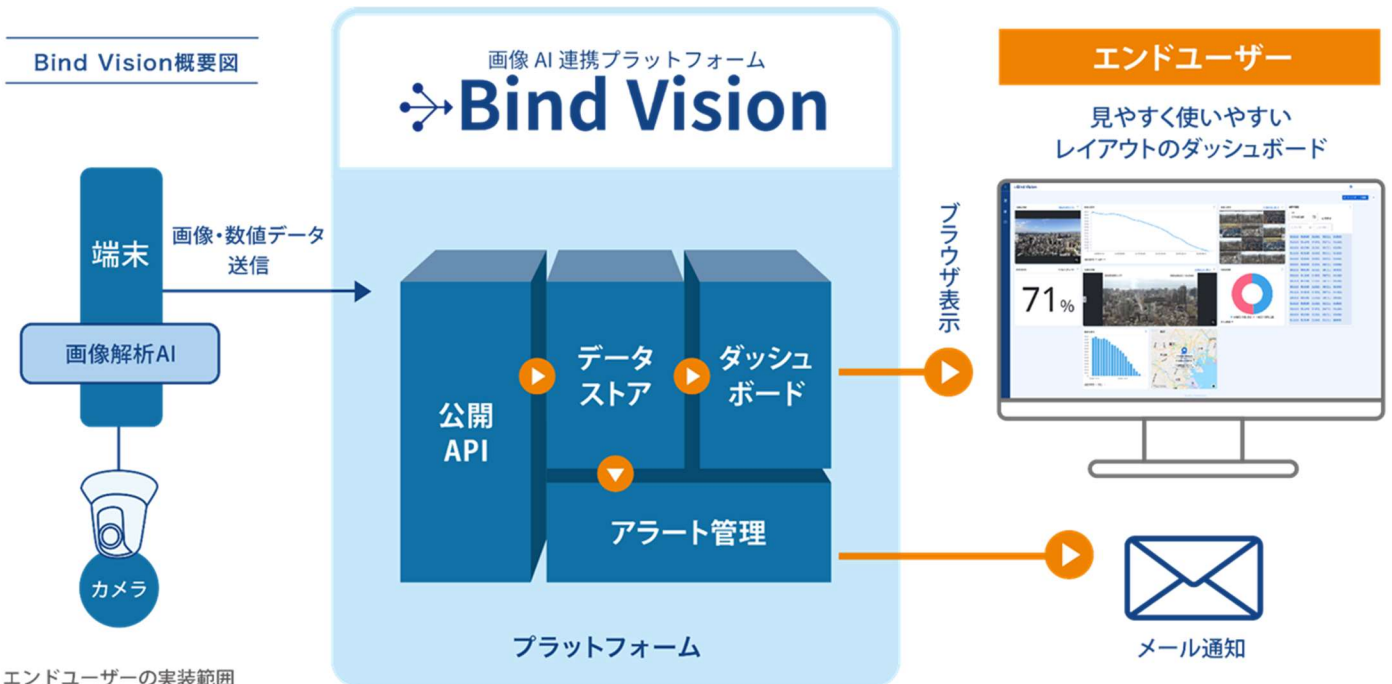 Bind Vision概要図
端末
画像・数値データ
送信
画像解析AI
カメラ
エンドユーザーの実装範囲
画像 AI 連携プラットフォーム
Bind Vision
公開
API
データ
ストア
ダッシュ
ボード
アラート管理
プラットフォーム
ブラウザ表示
エンドユーザー
見やすく使いやすい
レイアウトのダッシュボード
Bind Vision
71%
メール通知